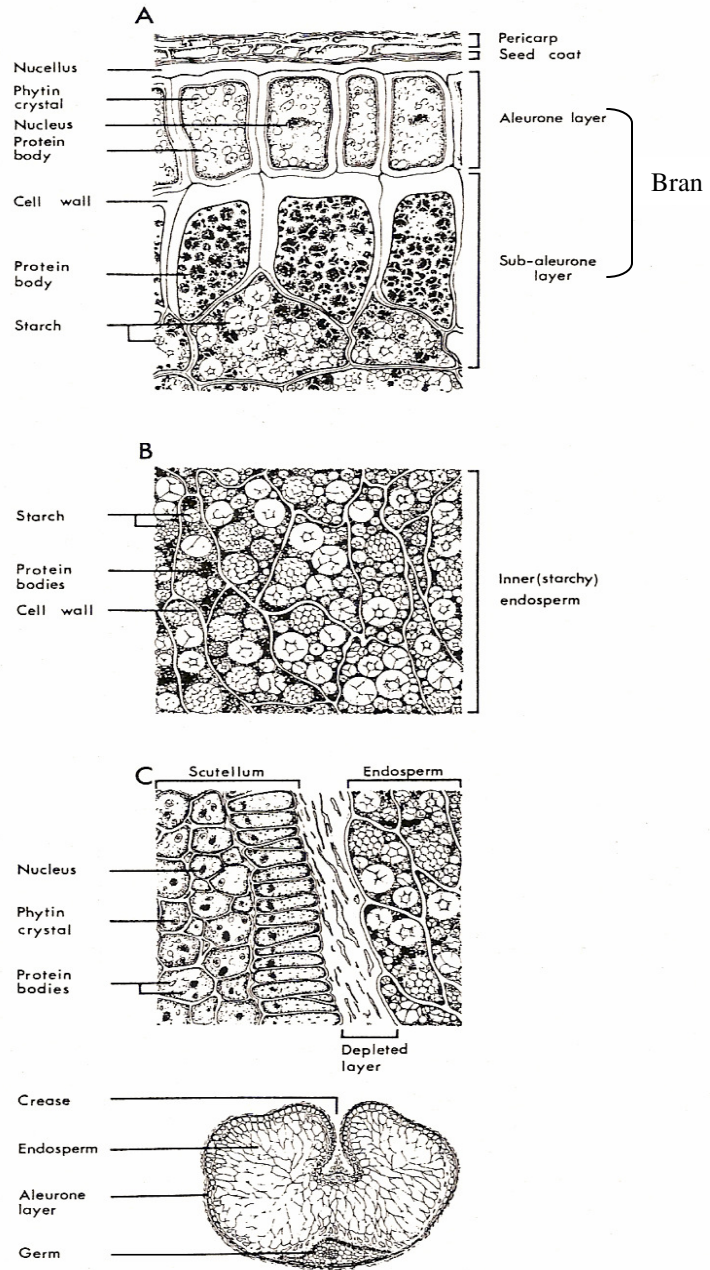 A
Pericarp
Seed coat
Nucellus
Phytin
crystal
Nucleus
Protein
body
Aleurone layer
Bran
Cell wall
Protein
body
Sub-aleurone
layer
Starch
B
Starch
Protein
bodies
Cell wall
Inner(starchy)
endosperm
C
Scutellum
Endosperm
Nucleus
Phytin
crystal
Protein
bodies
Depleted
layer
Crease
Endosperm
Aleurone
layer
Germ